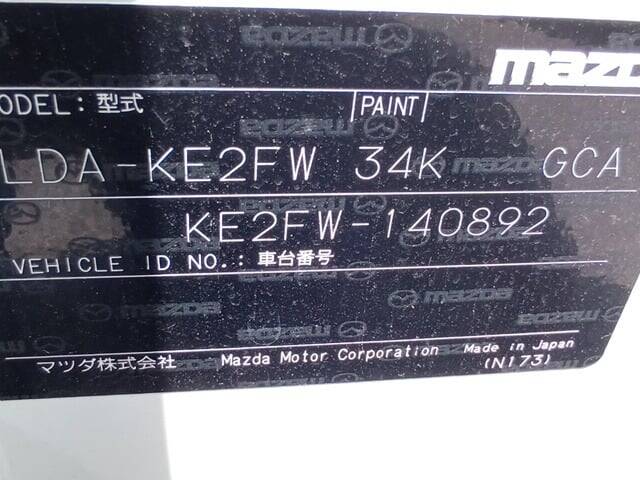 mazda
MODEL：型式 PAINT
LDA-KE2FW 34K GCA
KE2FW-140892
VEHICLE ID NO.：車台番号
マツダ株式会社 Mazda Motor Corporation Made in Japan
(N173)